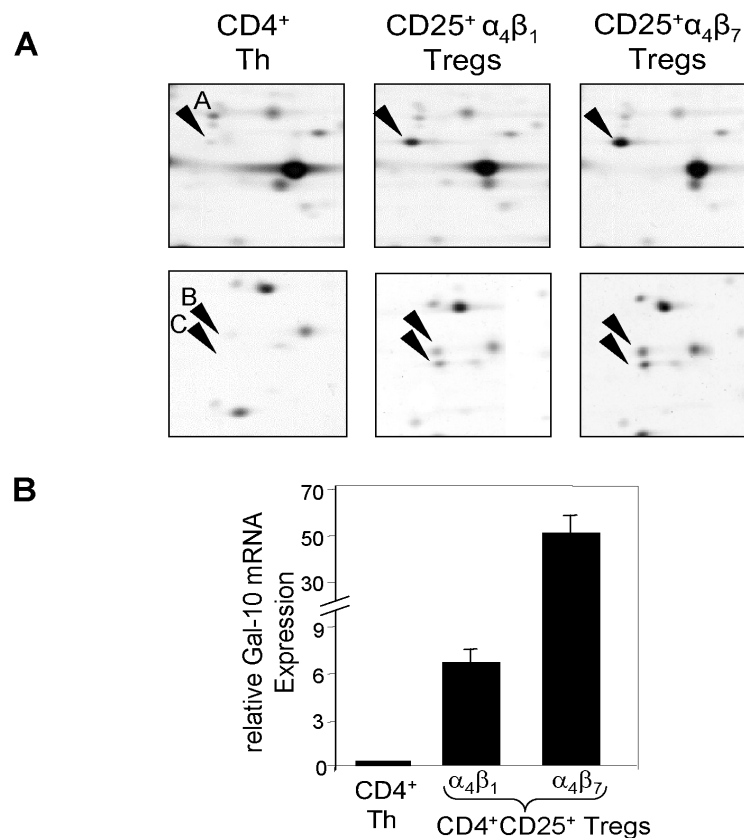 A
CD4⁺
Th
CD25⁺ α₄β₁
Tregs
CD25⁺α₄β₇
Tregs
A
B
C
B
relative Gal-10 mRNA
Expression
70
50
30
9
6
3
0
CD4⁺
Th
α₄β₁
α₄β₇
CD4⁺CD25⁺ Tregs